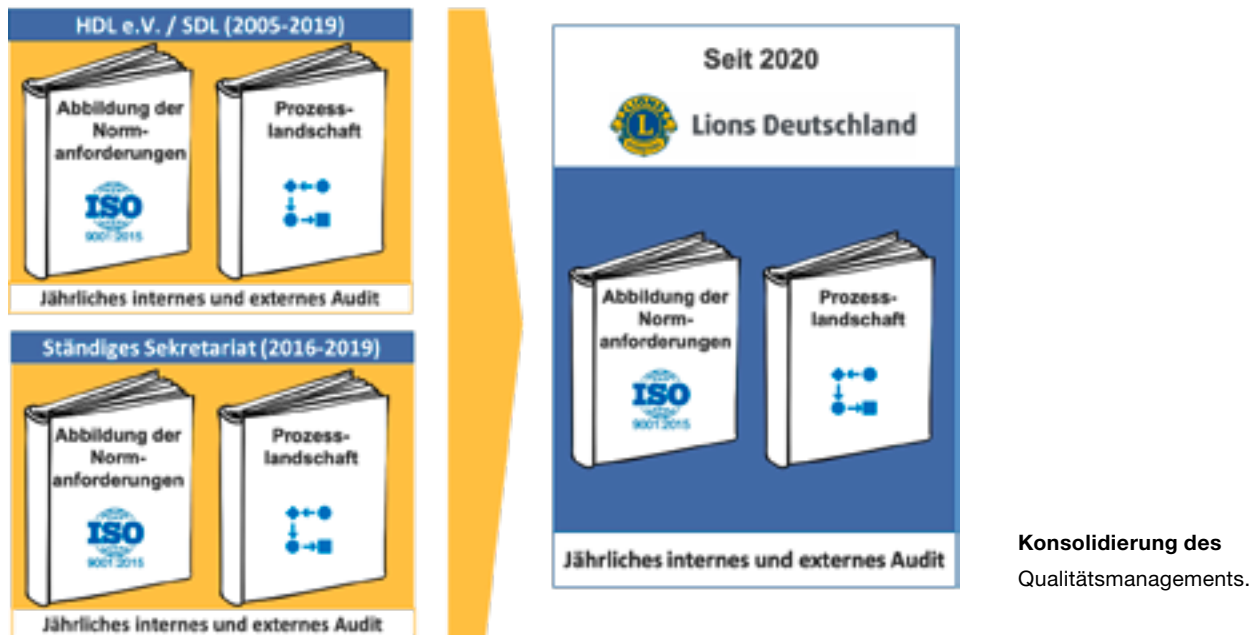 HDL e.V. / SDL (2005-2019)
Abbildung der
Norm-
anforderungen
ISO
9001:2015
Prozess-
landschaft
Jährliches internes und externes Audit
Ständiges Sekretariat (2016-2019)
Abbildung der
Norm-
anforderungen
ISO
9001:2015
Prozess-
landschaft
Jährliches internes und externes Audit
Seit 2020
LIONS
L
Lions Deutschland
Abbildung der
Norm-
anforderungen
ISO
9001:2015
Prozess-
landschaft
Jährliches internes und externes Audit
Konsolidierung des
Qualitätsmanagements.